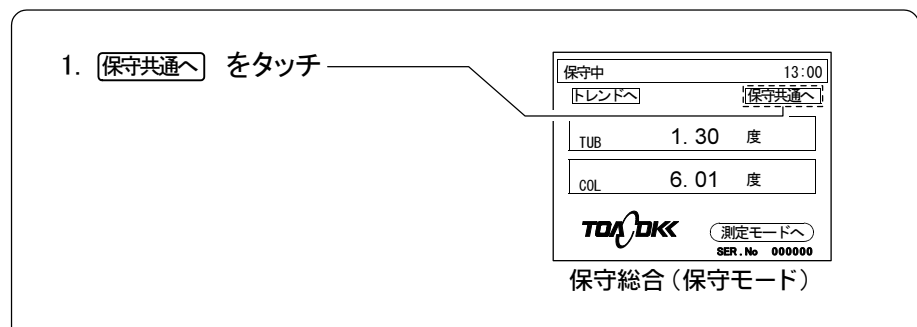 1. 保守共通へ をタッチ
保守中 13:00
トレンドへ 保守共通へ
TUB 1.30 度
COL 6.01 度
TOA DKK 測定モードへ
SER.No 000000
保守総合(保守モード)